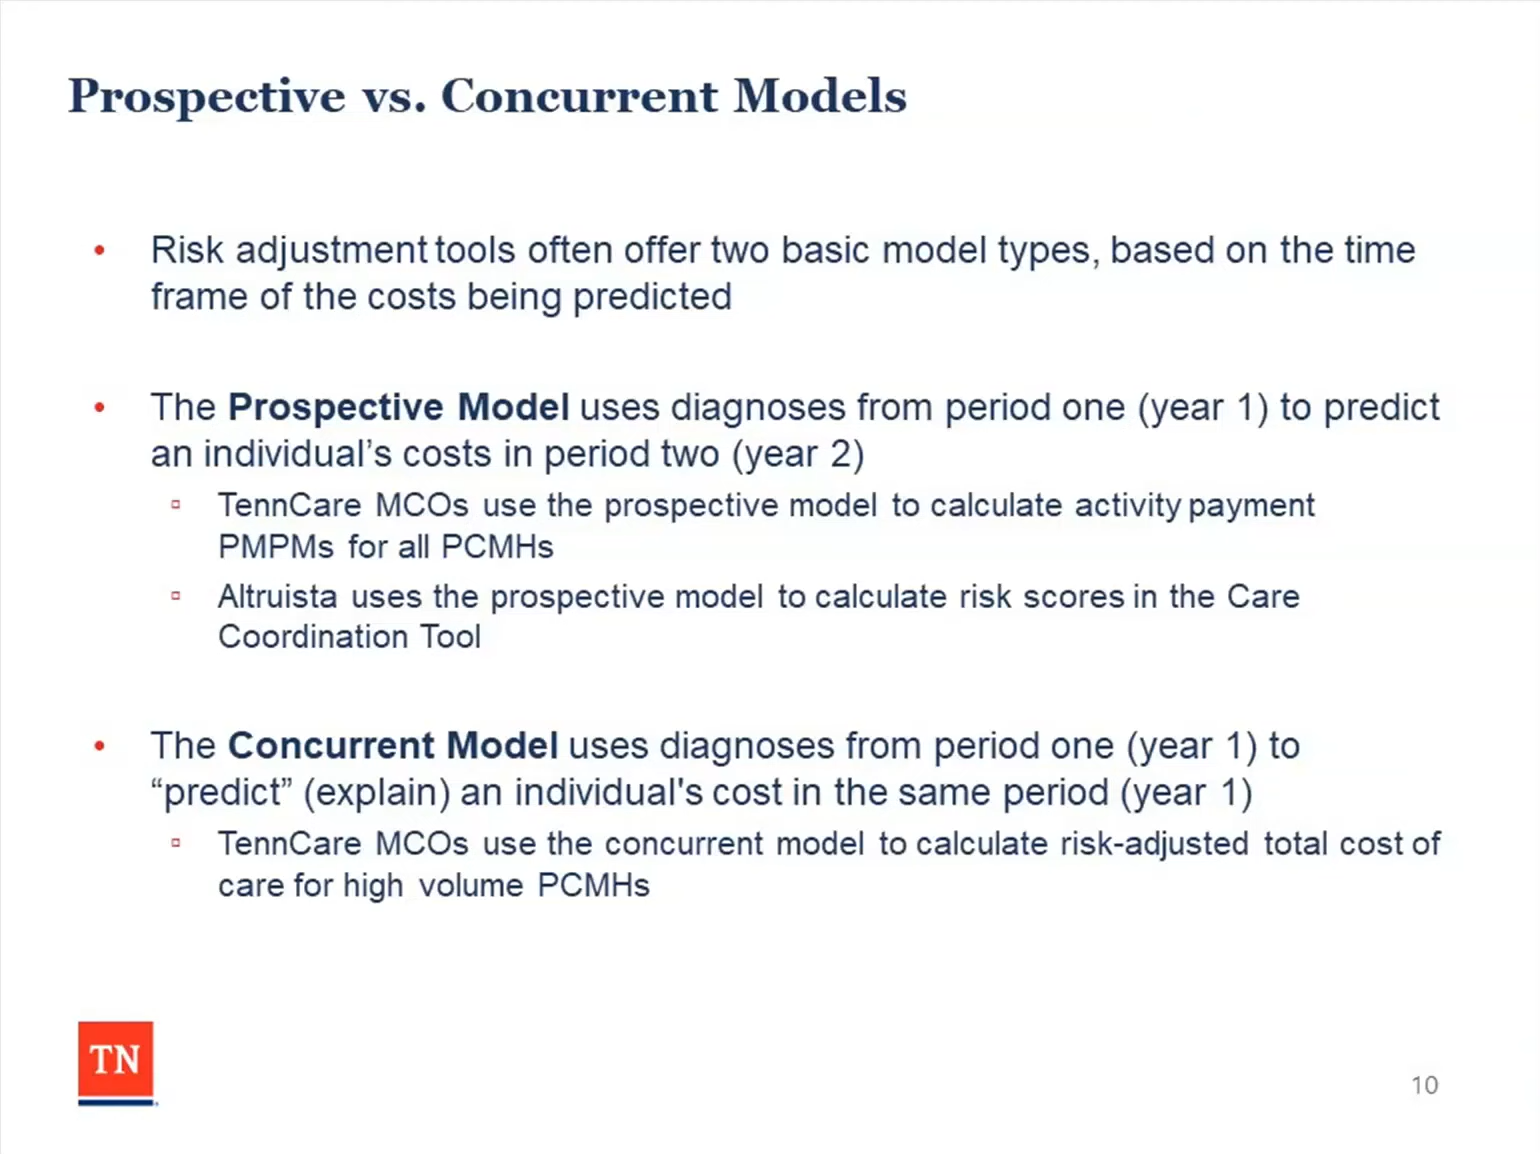 Prospective vs. Concurrent Models
• Risk adjustment tools often offer two basic model types, based on the time
frame of the costs being predicted
• The Prospective Model uses diagnoses from period one (year 1) to predict
an individual’s costs in period two (year 2)
▫ TennCare MCOs use the prospective model to calculate activity payment
PMPMs for all PCMHs
▫ Altruista uses the prospective model to calculate risk scores in the Care
Coordination Tool
• The Concurrent Model uses diagnoses from period one (year 1) to
“predict” (explain) an individual's cost in the same period (year 1)
▫ TennCare MCOs use the concurrent model to calculate risk-adjusted total cost of
care for high volume PCMHs
TN
10